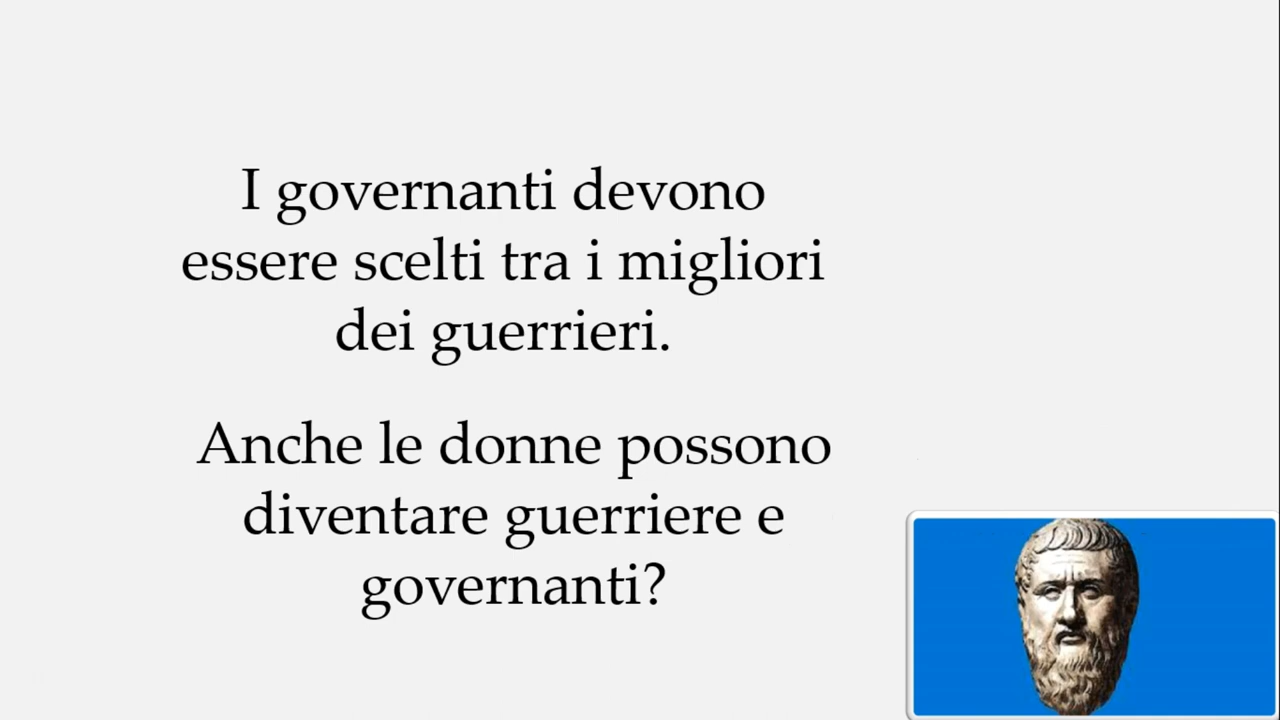 I governanti devono
essere scelti tra i migliori
dei guerrieri.
Anche le donne possono
diventare guerriere e
governanti?